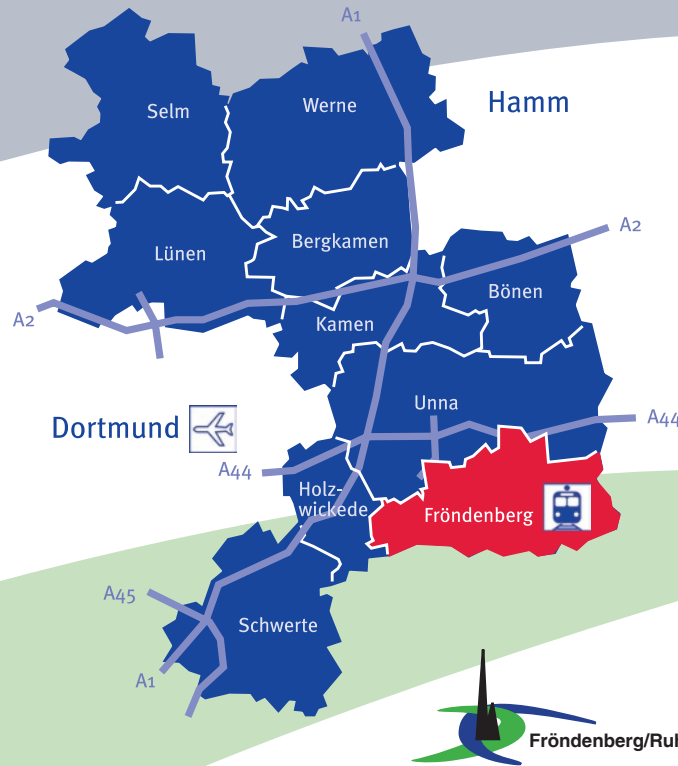 A1
Hamm
Selm
Werne
A2
Lünen
Bergkamen
Bönen
A2
Kamen
Unna
Dortmund
A44
A44
Holz-
wickede
Fröndenberg
A45
Schwerte
A1
Fröndenberg/Ruh